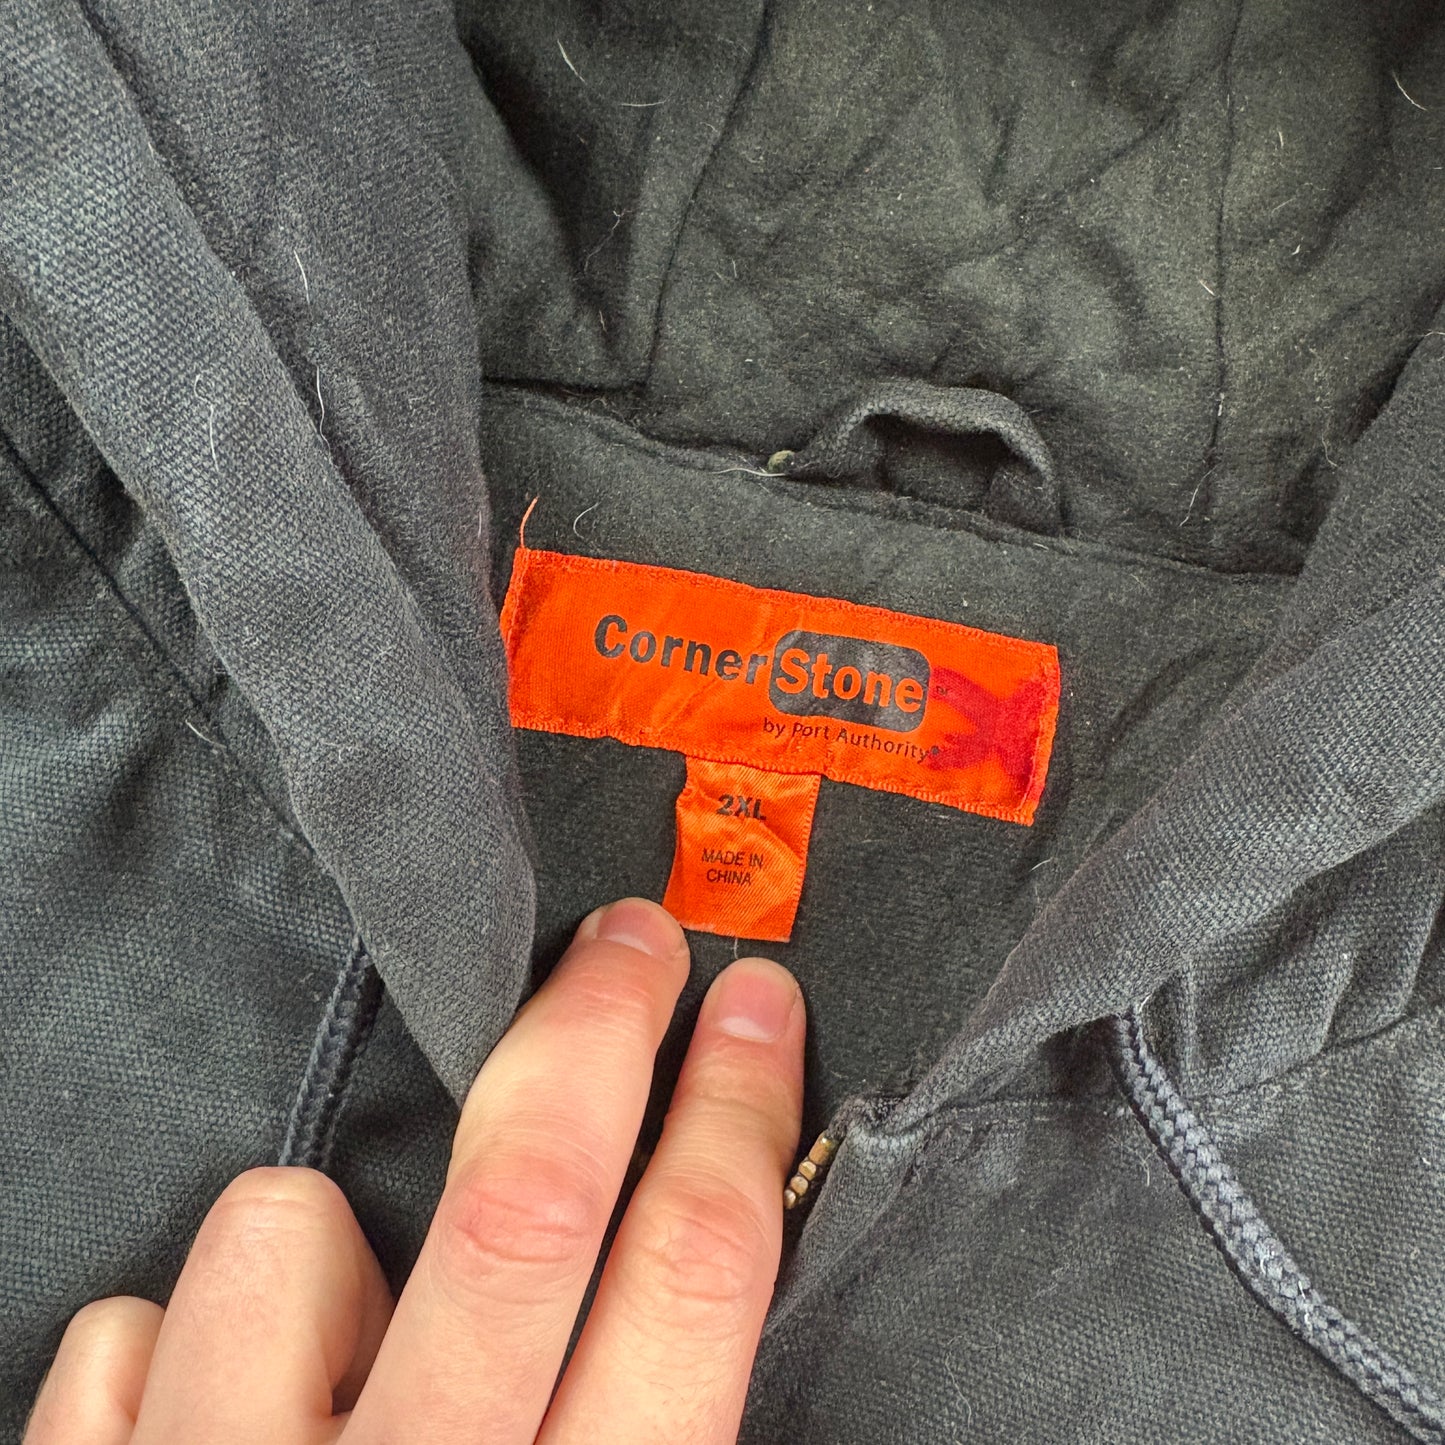 CornerStone
by Port Authority®
2XL
MADE IN
CHINA